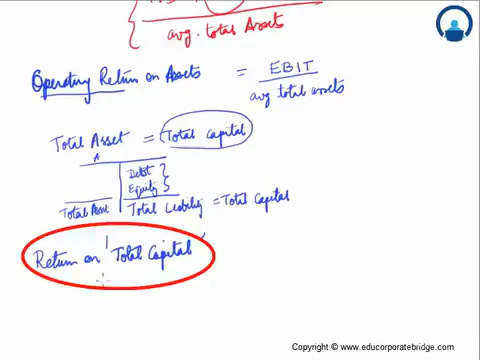 avg. total Assets
Operating Return on Assets = EBIT
avg total assets
Total Asset = Total Capital
A
Debt
Equity
Total Asset Total Liability = Total Capital
Return on Total Capital
Copyright © www.educorporatebridge.com